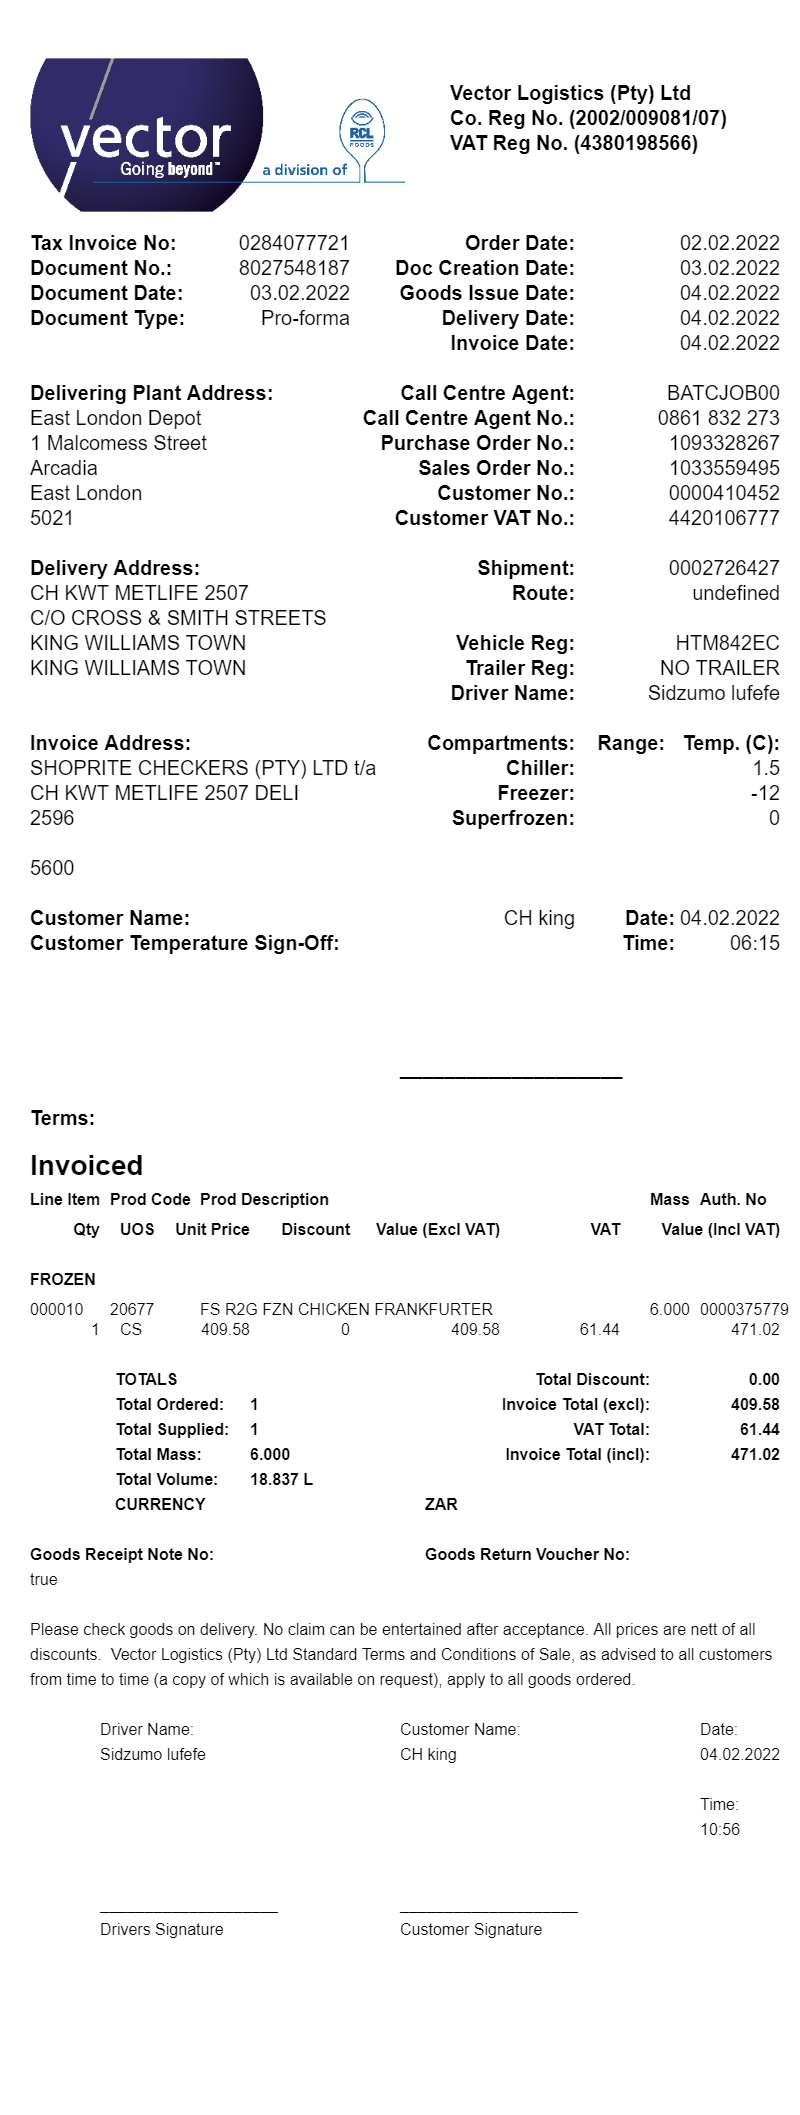 vector
Going beyond™
a division of
RCL
FOODS
Vector Logistics (Pty) Ltd
Co. Reg No. (2002/009081/07)
VAT Reg No. (4380198566)
Tax Invoice No: 0284077721 Order Date: 02.02.2022
Document No.: 8027548187 Doc Creation Date: 03.02.2022
Document Date: 03.02.2022 Goods Issue Date: 04.02.2022
Document Type: Pro-forma Delivery Date: 04.02.2022
Invoice Date: 04.02.2022
Delivering Plant Address: Call Centre Agent: BATCJOB00
East London Depot Call Centre Agent No.: 0861 832 273
1 Malcomess Street Purchase Order No.: 1093328267
Arcadia Sales Order No.: 1033559495
East London Customer No.: 0000410452
5021 Customer VAT No.: 4420106777
Delivery Address: Shipment: 0002726427
CH KWT METLIFE 2507 Route: undefined
C/O CROSS & SMITH STREETS
KING WILLIAMS TOWN Vehicle Reg: HTM842EC
KING WILLIAMS TOWN Trailer Reg: NO TRAILER
Driver Name: Sidzumo lufefe
Invoice Address: Compartments: Range: Temp. (C):
SHOPRITE CHECKERS (PTY) LTD t/a Chiller: 1.5
CH KWT METLIFE 2507 DELI Freezer: -12
2596 Superfrozen: 0
5600
Customer Name: CH king Date: 04.02.2022
Customer Temperature Sign-Off: Time: 06:15
Terms:
Invoiced
Line Item Prod Code Prod Description Mass Auth. No
Qty UOS Unit Price Discount Value (Excl VAT) VAT Value (Incl VAT)
FROZEN
000010 20677 FS R2G FZN CHICKEN FRANKFURTER 6.000 0000375779
1 CS 409.58 0 409.58 61.44 471.02
TOTALS Total Discount: 0.00
Total Ordered: 1 Invoice Total (excl): 409.58
Total Supplied: 1 VAT Total: 61.44
Total Mass: 6.000 Invoice Total (incl): 471.02
Total Volume: 18.837 L
CURRENCY ZAR
Goods Receipt Note No: Goods Return Voucher No:
true
Please check goods on delivery. No claim can be entertained after acceptance. All prices are nett of all
discounts.  Vector Logistics (Pty) Ltd Standard Terms and Conditions of Sale, as advised to all customers
from time to time (a copy of which is available on request), apply to all goods ordered.
Driver Name: Customer Name: Date:
Sidzumo lufefe CH king 04.02.2022
Time:
10:56
Drivers Signature Customer Signature